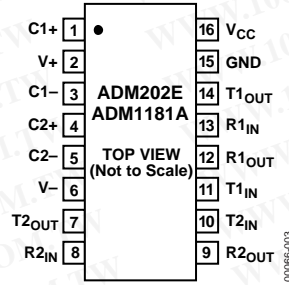 C1+ 1
V+ 2
C1– 3
C2+ 4
C2– 5
V– 6
T2OUT 7
R2IN 8
ADM202E
ADM1181A
TOP VIEW
(Not to Scale)
16 VCC
15 GND
14 T1OUT
13 R1IN
12 R1OUT
11 T1IN
10 T2IN
9 R2OUT
00066-003